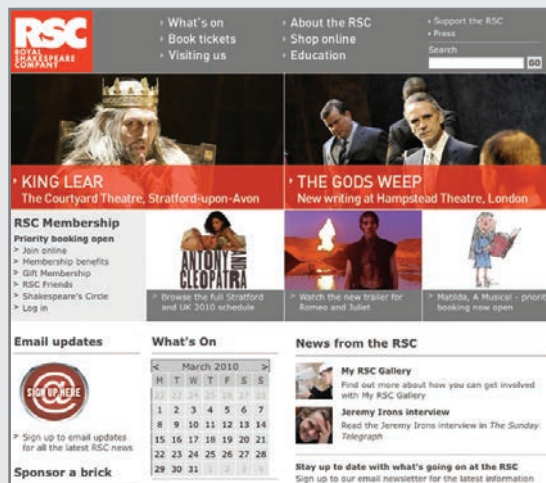 RSC
ROYAL
SHAKESPEARE
COMPANY
What's on
Book tickets
Visiting us
About the RSC
Shop online
Education
Support the RSC
Press
Search
GO
KING LEAR
The Courtyard Theatre, Stratford-upon-Avon
THE GODS WEEP
New writing at Hampstead Theatre, London
RSC Membership
Priority booking open
> Join online
> Membership benefits
> Gift Membership
> RSC Friends
> Shakespeare's Circle
> Log in
ANTONY
AND
CLEOPATRA
> Browse the full Stratford
and UK 2010 schedule
> Watch the new trailer for
Romeo and Juliet
> Matilda, A Musical - priorit
booking now open
Email updates
SIGN UP HERE
> Sign up to email updates
for all the latest RSC news
Sponsor a brick
What's On
< March 2010 >
M T W T F S S
22 23 24 25 26 27 28
1 2 3 4 5 6 7
8 9 10 11 12 13 14
15 16 17 18 19 20 21
22 23 24 25 26 27 28
29 30 31 1 2 3 4
News from the RSC
My RSC Gallery
Find out more about how you can get involved
with My RSC Gallery
Jeremy Irons interview
Read the Jeremy Irons interview in The Sunday
Telegraph
Stay up to date with what's going on at the RSC
Sign up to our email newsletter for the latest information